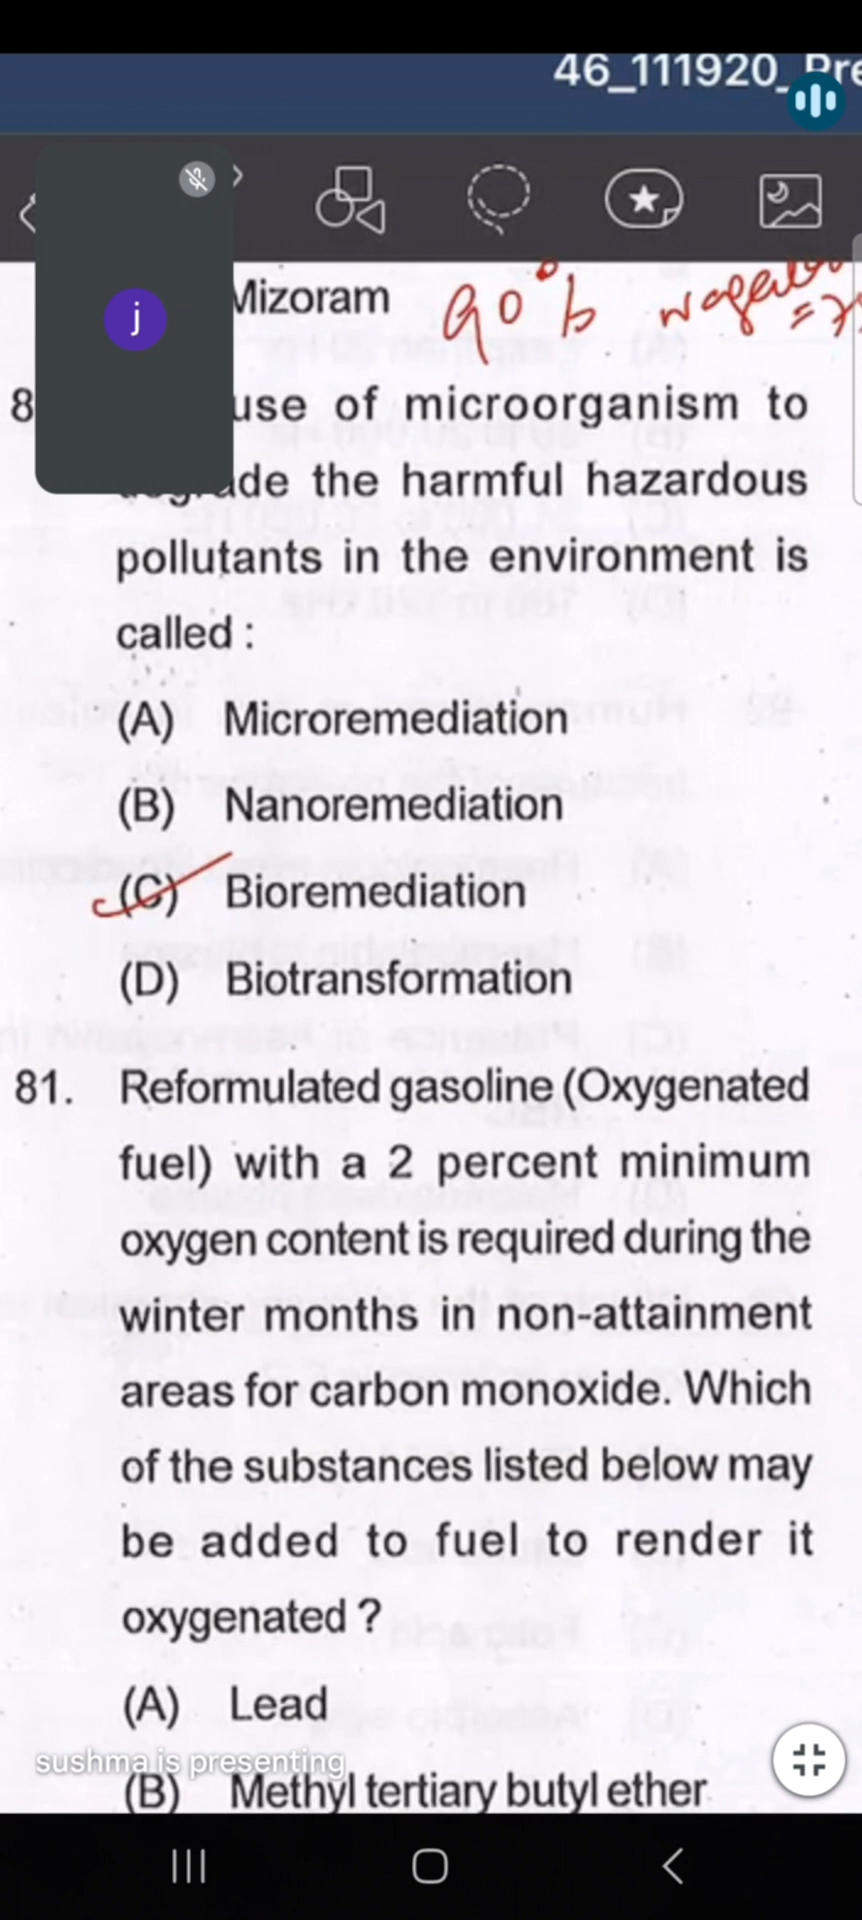 46_111920_Pre
j
Mizoram 90%
8
use of microorganism to
degrade the harmful hazardous
pollutants in the environment is
called :
(A) Microremediation
(B) Nanoremediation
(C) Bioremediation
(D) Biotransformation
81. Reformulated gasoline (Oxygenated
fuel) with a 2 percent minimum
oxygen content is required during the
winter months in non-attainment
areas for carbon monoxide. Which
of the substances listed below may
be added to fuel to render it
oxygenated ?
(A) Lead
sushma is presenting
(B) Methyl tertiary butyl ether